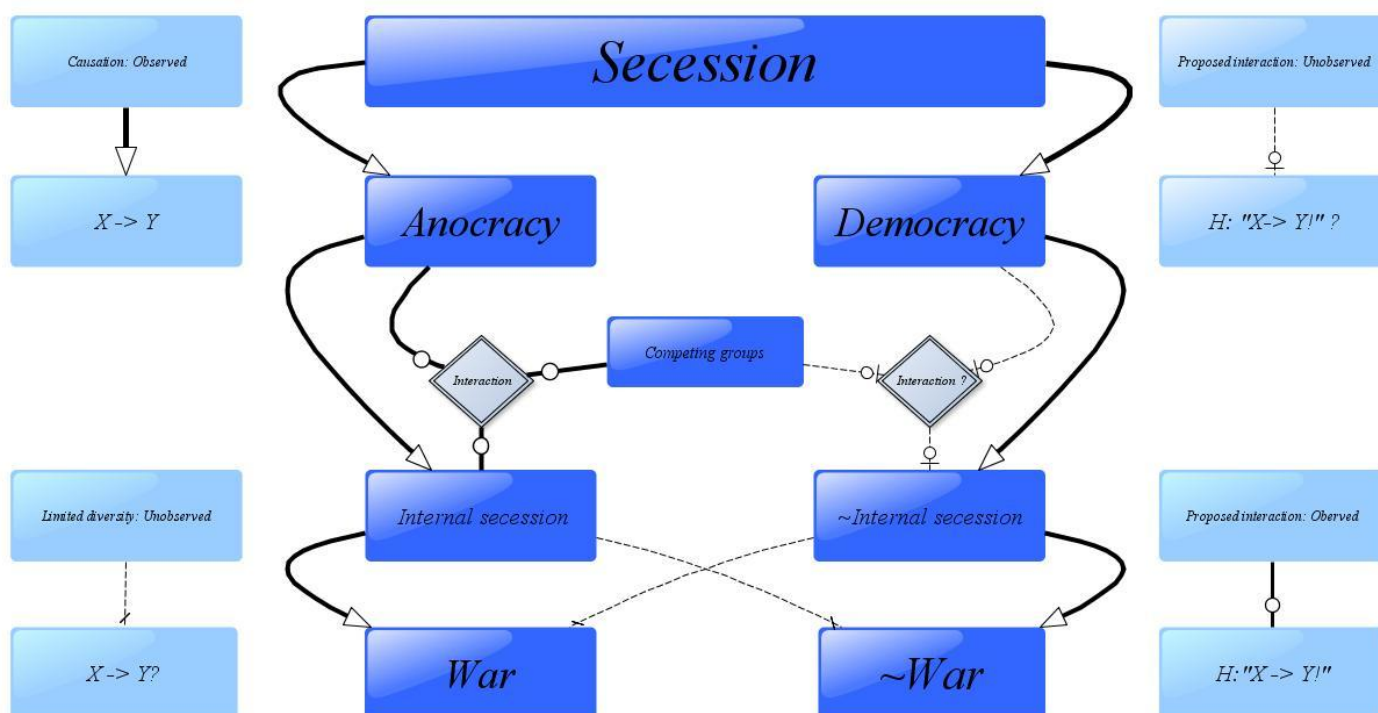 Causation: Observed
Secession
Proposed interaction: Unobserved
X -> Y
Anocracy
Democracy
H: "X-> Y!" ?
Competing groups
Interaction
Interaction ?
Limited diversity: Unobserved
Internal secession
~Internal secession
Proposed interaction: Oberved
X -> Y?
War
~War
H:"X -> Y!"